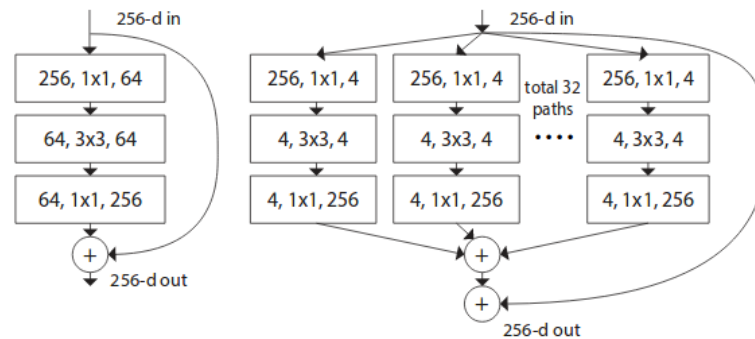 256-d in
256, 1x1, 64
64, 3x3, 64
64, 1x1, 256
+
256-d out
256-d in
256, 1x1, 4
256, 1x1, 4
total 32
paths
256, 1x1, 4
4, 3x3, 4
4, 3x3, 4
....
4, 3x3, 4
4, 1x1, 256
4, 1x1, 256
4, 1x1, 256
+
+
256-d out